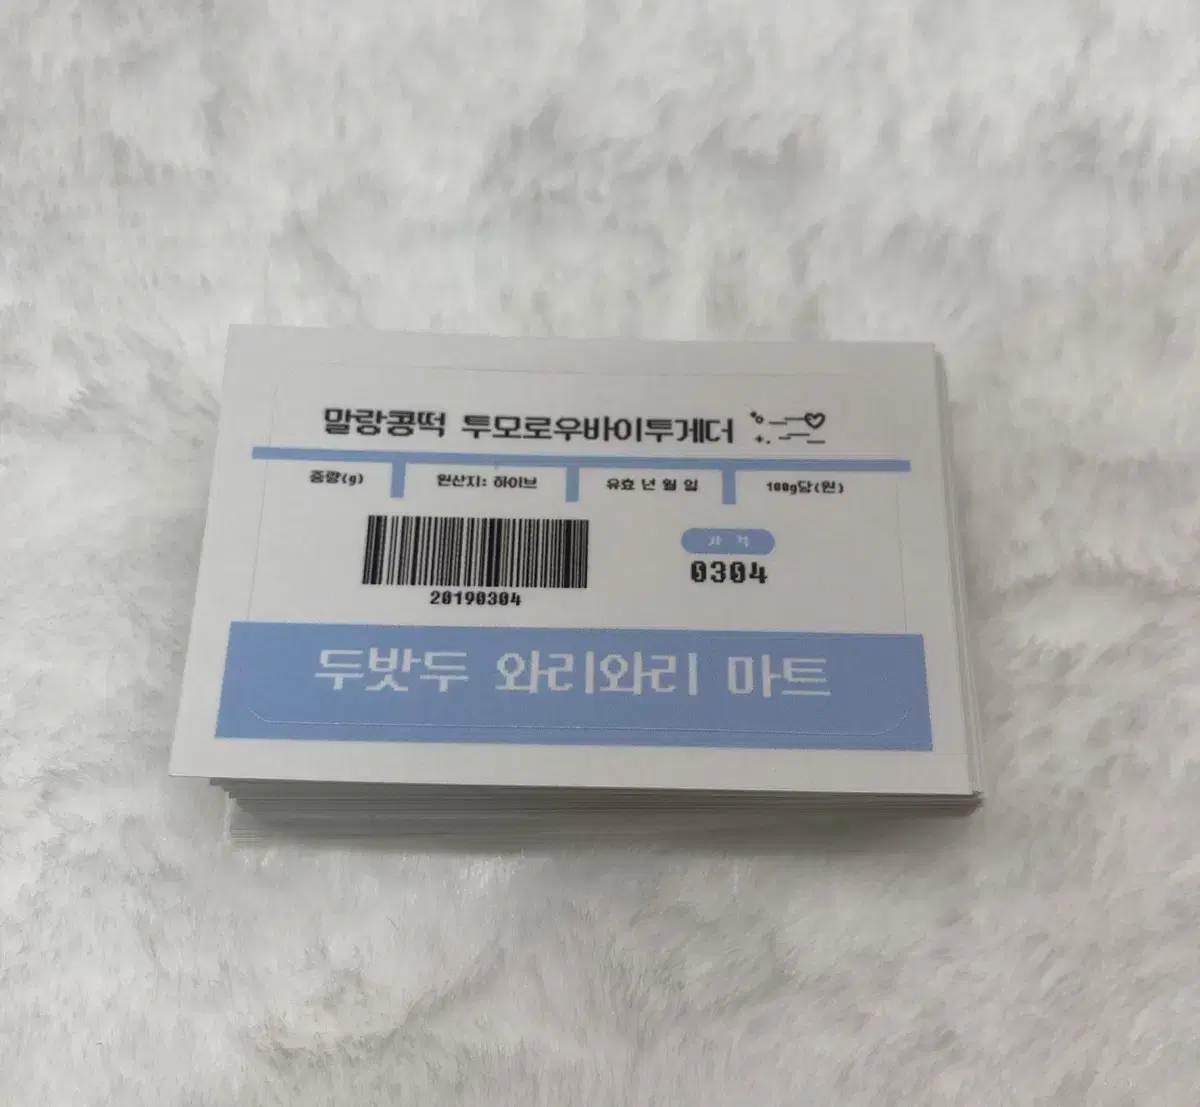 말랑콩떡 투모로우바이투게더
중량(g) 원산지: 하이브 유효 년 월 일 100g당(원)
가 격
0304
20190304
두밧두 와리와리 마트